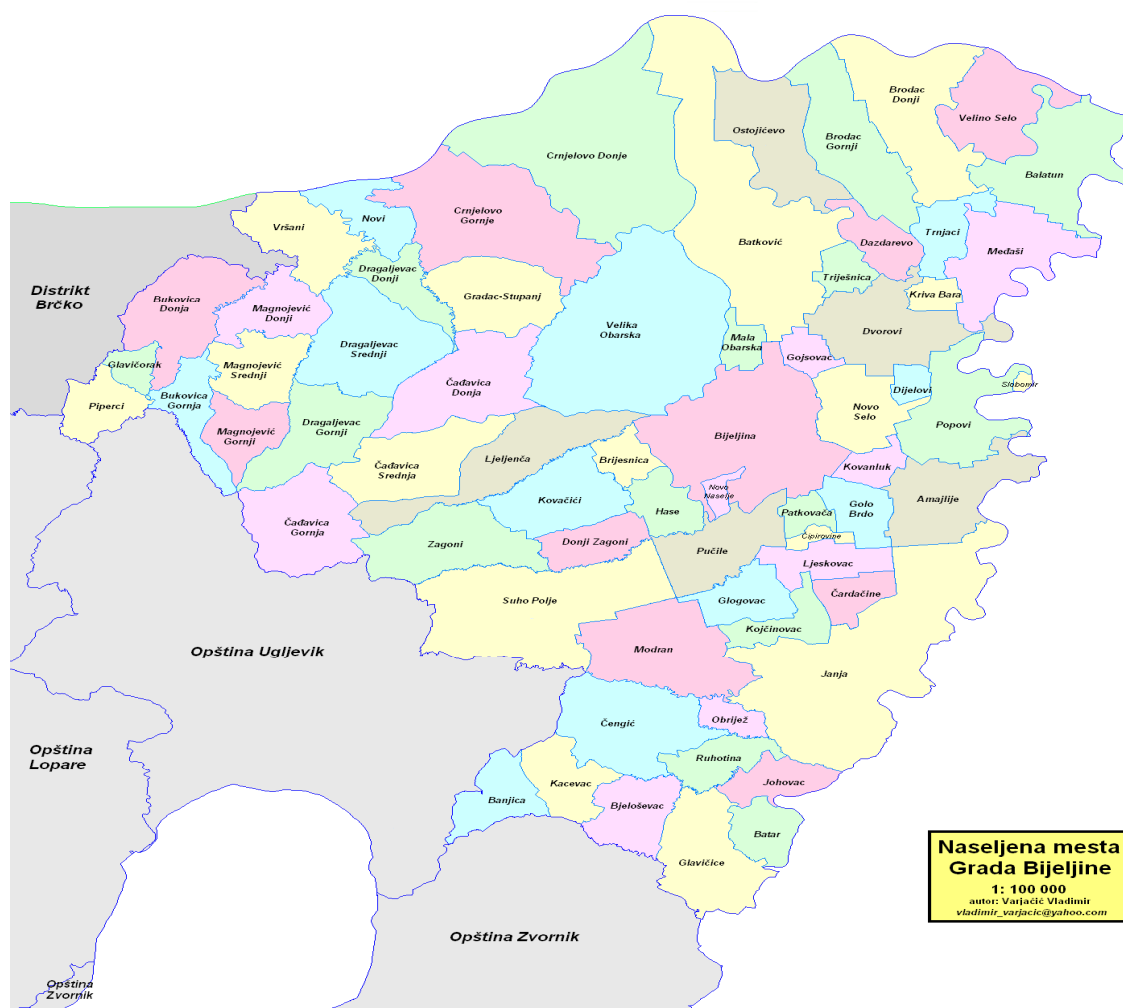 Brodac
Donji
Velino Selo
Ostojićevo
Brodac
Gornji
Crnjelovo Donje
Balatun
Crnjelovo
Gornje
Novi
Vršani
Trnjaci
Dazdarevo
Batković
Međaši
Dragaljevac
Donji
Triješnica
Distrikt
Brčko
Bukovica
Donja
Magnojević
Donji
Gradac-Stupanj
Kriva Bara
Velika
Obarska
Dvorovi
Dragaljevac
Srednji
Mala
Obarska
Gojsovac
Glavičorak
Magnojević
Srednji
Čađavica
Donja
Dijelovi
Slobomir
Piperci
Bukovica
Gornja
Novo
Selo
Popovi
Magnojević
Gornji
Dragaljevac
Gornji
Bijeljina
Ljeljenča
Brijesnica
Čađavica
Srednja
Kovanluk
Novo
Naselje
Kovačići
Amajlije
Hase
Patkovača
Golo
Brdo
Čađavica
Gornja
Zagoni
Donji Zagoni
Pučile
Ćipirovine
Ljeskovac
Suho Polje
Glogovac
Čardačine
Kojčinovac
Opština Ugljevik
Modran
Janja
Čengić
Obrijež
Opština
Lopare
Ruhotina
Kacevac
Johovac
Banjica
Bjeloševac
Batar
Glavičice
Naseljena mesta
Grada Bijeljine
1: 100 000
autor: Varjačić Vladimir
vladimir_varjacic@yahoo.com
Opština Zvornik
Opština
Zvornik